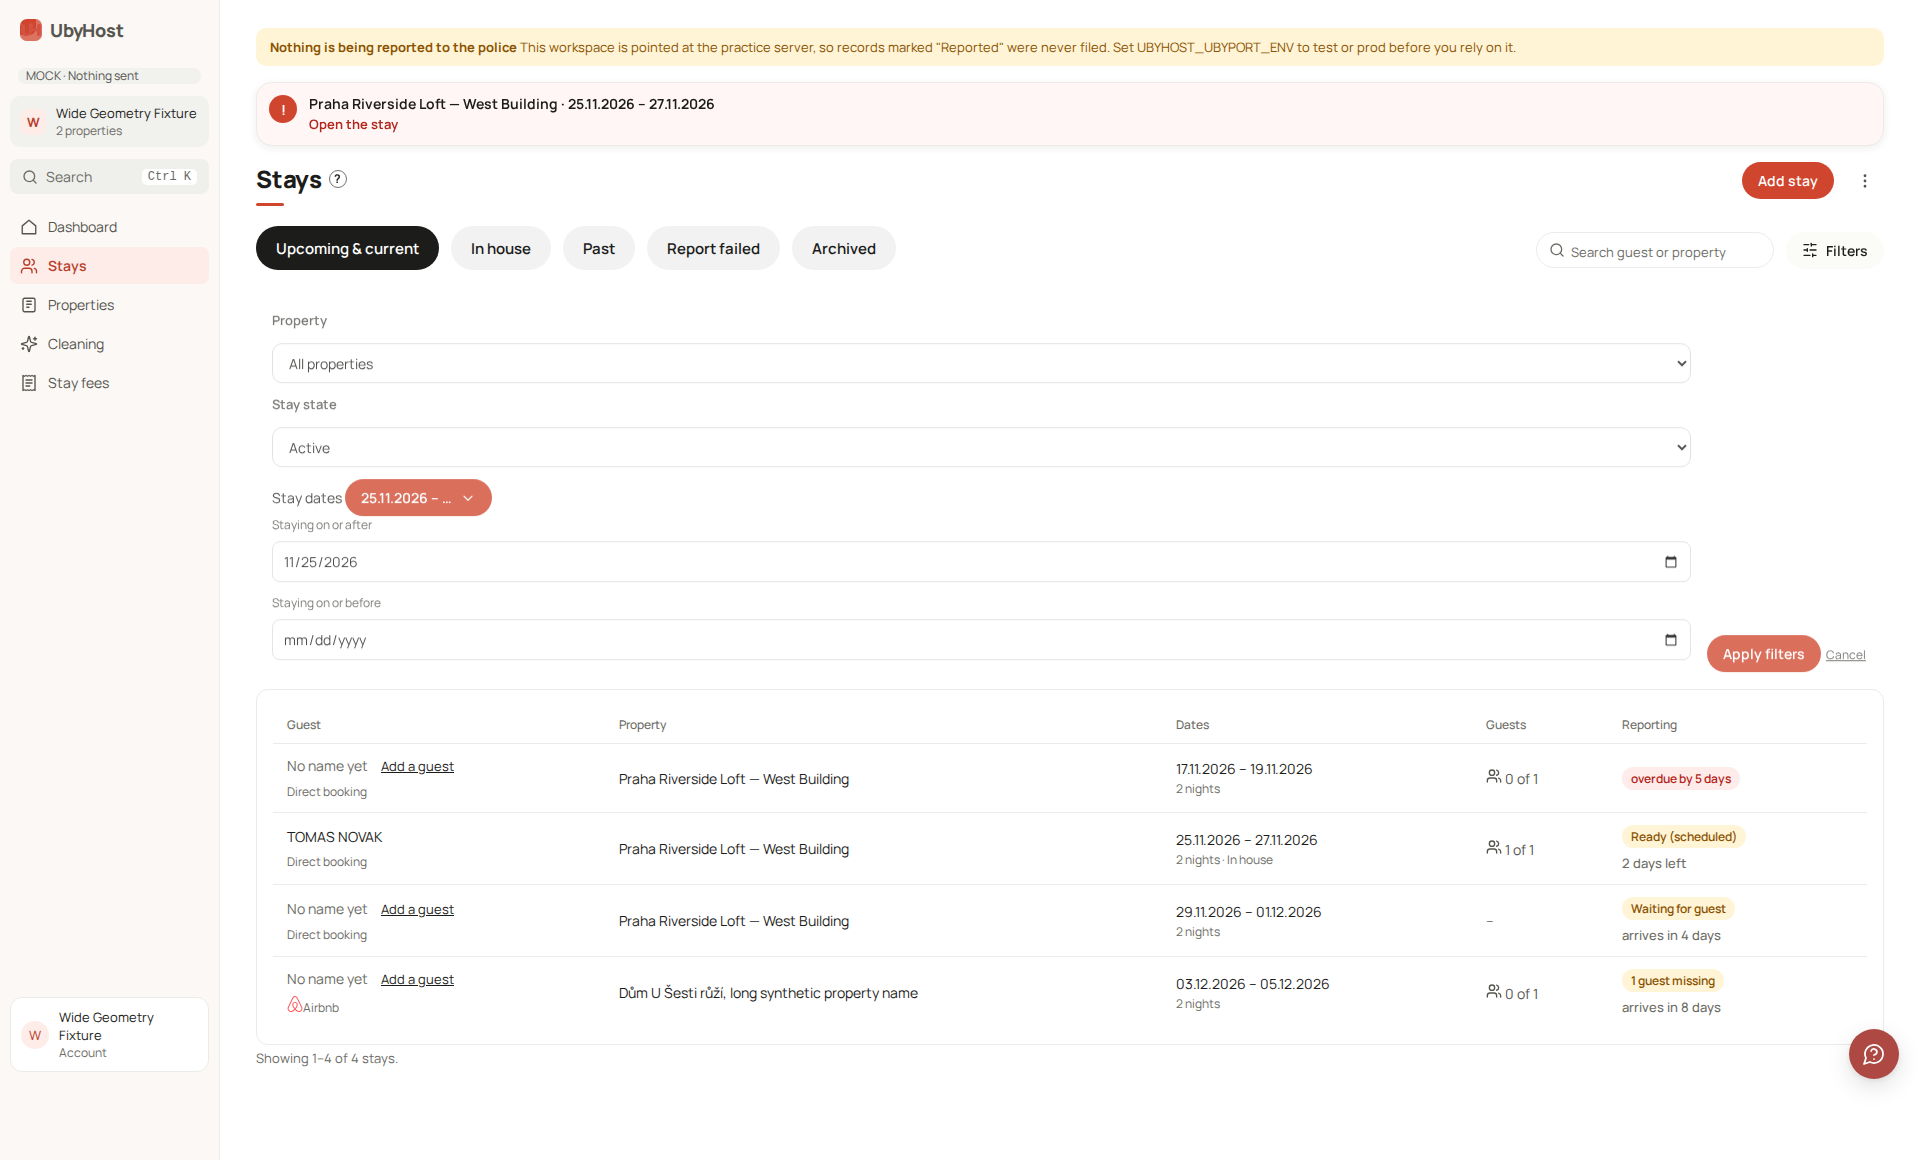 UbyHost
MOCK · Nothing sent
W
Wide Geometry Fixture
2 properties
Search
Ctrl K
Dashboard
Stays
Properties
Cleaning
Stay fees
W
Wide Geometry
Fixture
Account
Nothing is being reported to the police This workspace is pointed at the practice server, so records marked "Reported" were never filed. Set UBYHOST_UBYPORT_ENV to test or prod before you rely on it.
!
Praha Riverside Loft — West Building · 25.11.2026 – 27.11.2026
Open the stay
Stays ?
Add stay
Upcoming & current
In house
Past
Report failed
Archived
Search guest or property
Filters
Property
All properties
Stay state
Active
Stay dates 25.11.2026 – ...
Staying on or after
11/25/2026
Staying on or before
mm/dd/yyyy
Apply filters
Cancel
Guest Property Dates Guests Reporting
No name yet Add a guest
Direct booking
Praha Riverside Loft — West Building
17.11.2026 – 19.11.2026
2 nights
0 of 1
overdue by 5 days
TOMAS NOVAK
Direct booking
Praha Riverside Loft — West Building
25.11.2026 – 27.11.2026
2 nights · In house
1 of 1
Ready (scheduled)
2 days left
No name yet Add a guest
Direct booking
Praha Riverside Loft — West Building
29.11.2026 – 01.12.2026
2 nights
–
Waiting for guest
arrives in 4 days
No name yet Add a guest
Airbnb
Dům U Šesti růží, long synthetic property name
03.12.2026 – 05.12.2026
2 nights
0 of 1
1 guest missing
arrives in 8 days
Showing 1–4 of 4 stays.